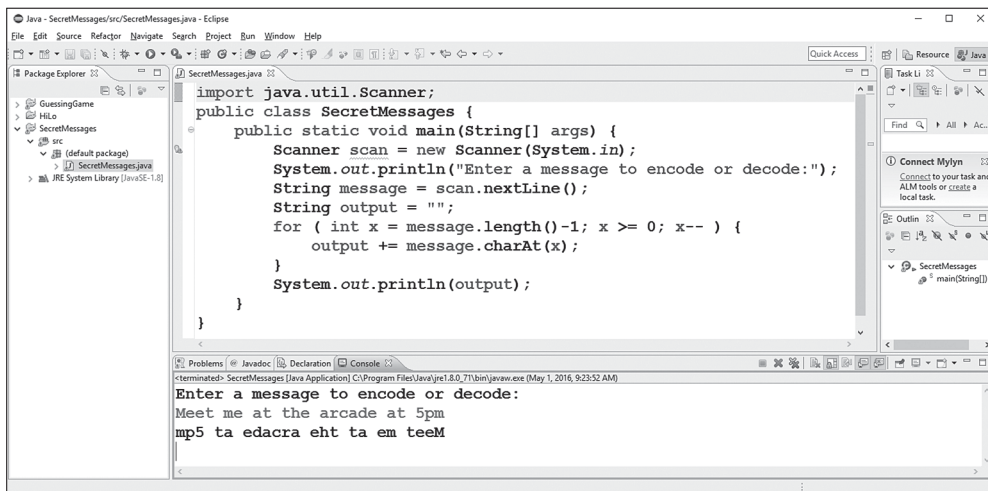 Java - SecretMessages/src/SecretMessages.java - Eclipse
File Edit Source Refactor Navigate Search Project Run Window Help
Quick Access Resource Java
Package Explorer
GuessingGame
HiLo
SecretMessages
src
(default package)
SecretMessages.java
JRE System Library [JavaSE-1.8]
SecretMessages.java
import java.util.Scanner;
public class SecretMessages {
public static void main(String[] args) {
Scanner scan = new Scanner(System.in);
System.out.println("Enter a message to encode or decode:");
String message = scan.nextLine();
String output = "";
for ( int x = message.length()-1; x >= 0; x-- ) {
output += message.charAt(x);
}
System.out.println(output);
}
}
Task Li
Find All Ac..
Connect Mylyn
Connect to your task and
ALM tools or create a
local task.
Outlin
SecretMessages
S main(String[])
Problems @ Javadoc Declaration Console
<terminated> SecretMessages [Java Application] C:\Program Files\Java\jre1.8.0_71\bin\javaw.exe (May 1, 2016, 9:23:52 AM)
Enter a message to encode or decode:
Meet me at the arcade at 5pm
mp5 ta edacra eht ta em teeM